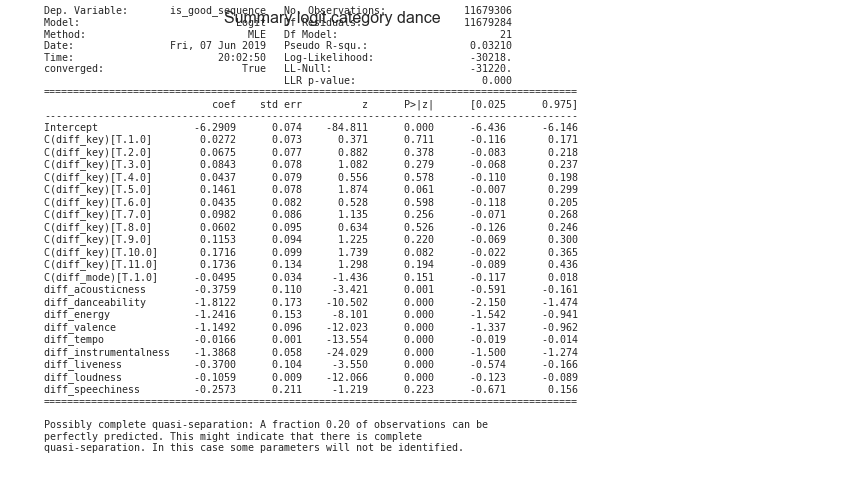 Summary logit category dance
Dep. Variable: is_good_sequence No. Observations: 11679306
Model: Logit Df Residuals: 11679284
Method: MLE Df Model: 21
Date: Fri, 07 Jun 2019 Pseudo R-squ.: 0.03210
Time: 20:02:50 Log-Likelihood: -30218.
converged: True LL-Null: -31220.
LLR p-value: 0.000
==============================================================================
coef std err z P>|z| [0.025 0.975]
------------------------------------------------------------------------------
Intercept -6.2909 0.074 -84.811 0.000 -6.436 -6.146
C(diff_key)[T.1.0] 0.0272 0.073 0.371 0.711 -0.116 0.171
C(diff_key)[T.2.0] 0.0675 0.077 0.882 0.378 -0.083 0.218
C(diff_key)[T.3.0] 0.0843 0.078 1.082 0.279 -0.068 0.237
C(diff_key)[T.4.0] 0.0437 0.079 0.556 0.578 -0.110 0.198
C(diff_key)[T.5.0] 0.1461 0.078 1.874 0.061 -0.007 0.299
C(diff_key)[T.6.0] 0.0435 0.082 0.528 0.598 -0.118 0.205
C(diff_key)[T.7.0] 0.0982 0.086 1.135 0.256 -0.071 0.268
C(diff_key)[T.8.0] 0.0602 0.095 0.634 0.526 -0.126 0.246
C(diff_key)[T.9.0] 0.1153 0.094 1.225 0.220 -0.069 0.300
C(diff_key)[T.10.0] 0.1716 0.099 1.739 0.082 -0.022 0.365
C(diff_key)[T.11.0] 0.1736 0.134 1.298 0.194 -0.089 0.436
C(diff_mode)[T.1.0] -0.0495 0.034 -1.436 0.151 -0.117 0.018
diff_acousticness -0.3759 0.110 -3.421 0.001 -0.591 -0.161
diff_danceability -1.8122 0.173 -10.502 0.000 -2.150 -1.474
diff_energy -1.2416 0.153 -8.101 0.000 -1.542 -0.941
diff_valence -1.1492 0.096 -12.023 0.000 -1.337 -0.962
diff_tempo -0.0166 0.001 -13.554 0.000 -0.019 -0.014
diff_instrumentalness -1.3868 0.058 -24.029 0.000 -1.500 -1.274
diff_liveness -0.3700 0.104 -3.550 0.000 -0.574 -0.166
diff_loudness -0.1059 0.009 -12.066 0.000 -0.123 -0.089
diff_speechiness -0.2573 0.211 -1.219 0.223 -0.671 0.156
==============================================================================
Possibly complete quasi-separation: A fraction 0.20 of observations can be
perfectly predicted. This might indicate that there is complete
quasi-separation. In this case some parameters will not be identified.